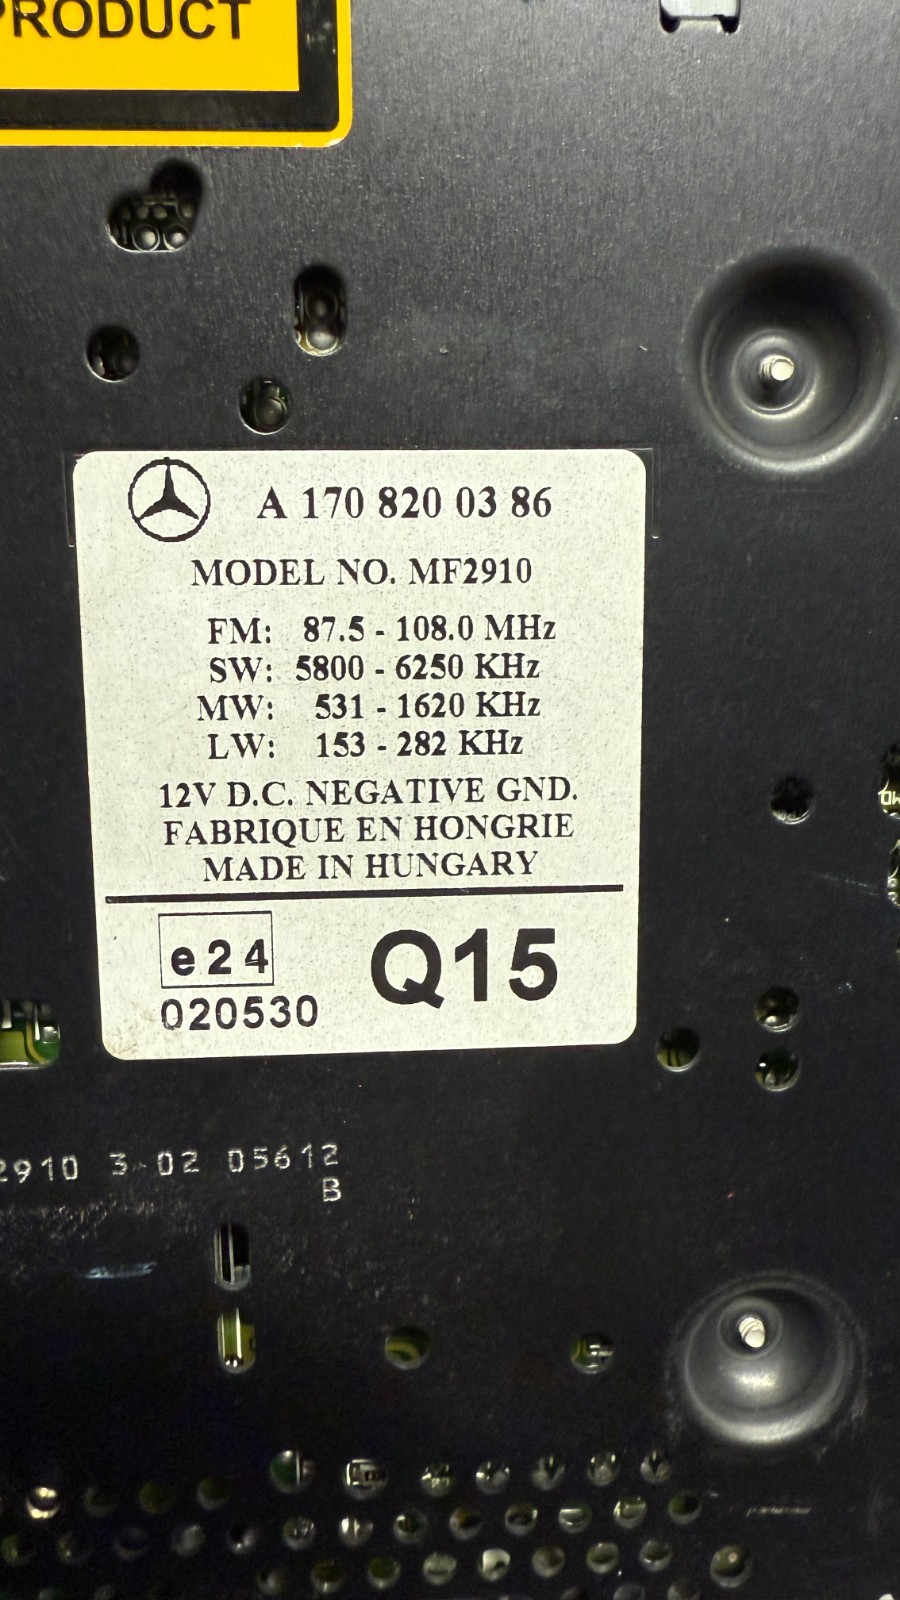 PRODUCT
A 170 820 03 86
MODEL NO. MF2910
FM: 87.5 - 108.0 MHz
SW: 5800 - 6250 KHz
MW: 531 - 1620 KHz
LW: 153 - 282 KHz
12V D.C. NEGATIVE GND.
FABRIQUE EN HONGRIE
MADE IN HUNGARY
e24
020530
Q15
2910 3-02 05612
B